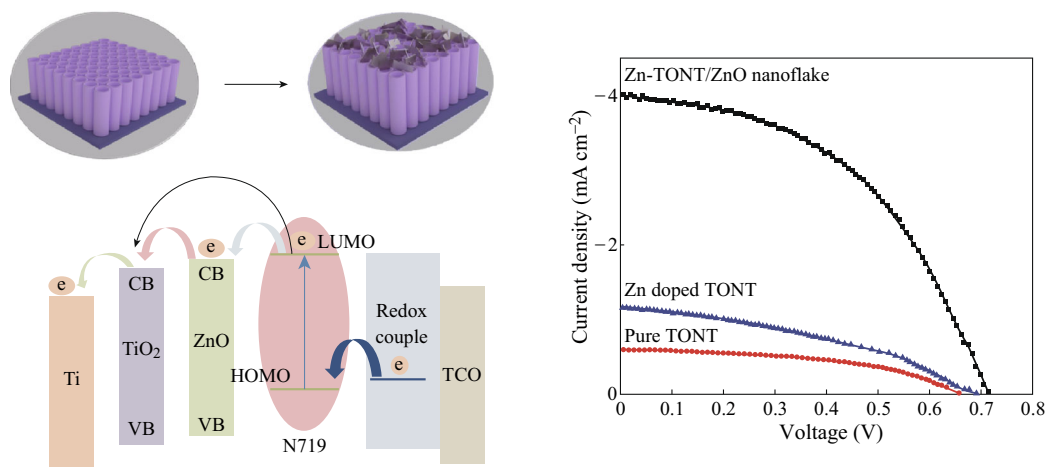 e
LUMO
e
CB
CB
e
TiO₂
ZnO
Ti
HOMO
Redox
couple
e
TCO
VB
VB
N719
Zn-TONT/ZnO nanoflake
Zn doped TONT
Pure TONT
Current density (mA cm⁻²)
−4
−2
0
0 0.1 0.2 0.3 0.4 0.5 0.6 0.7 0.8
Voltage (V)